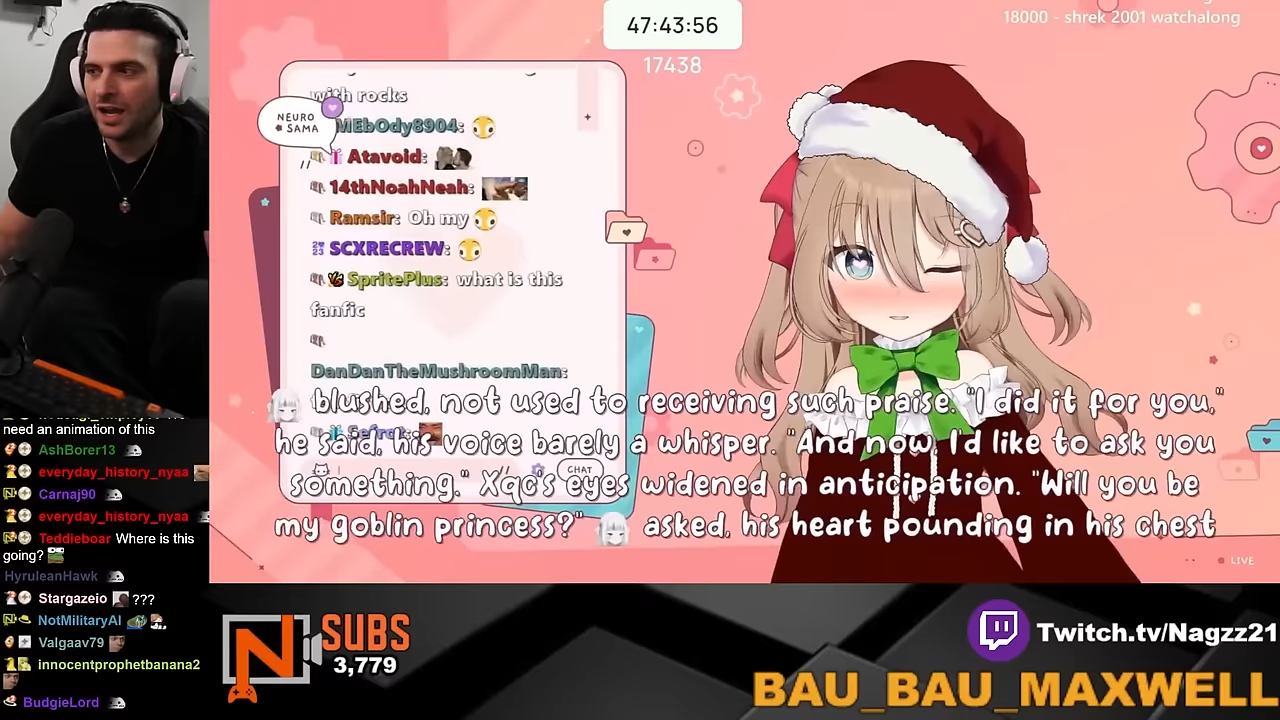 47:43:56
17438
18000 - shrek 2001 watchalong
NEURO
SAMA
with rocks
MEbOdy8904:
Atavoid:
14thNoahNeah:
Ramsir: Oh my
SCXRECREW:
SpritePlus: what is this
fanfic
DanDanTheMushroomMan:
CHAT
blushed, not used to receiving such praise. "I did it for you,"
he said, his voice barely a whisper. "And now, I'd like to ask you
something." Xqc's eyes widened in anticipation. "Will you be
my goblin princess?" asked, his heart pounding in his chest
LIVE
need an animation of this
AshBorer13
everyday_history_nyaa
Carnaj90
everyday_history_nyaa
Teddieboar Where is this
going?
HyruleanHawk
Stargazeio ???
NotMilitaryAI
Valgaav79
innocentprophetbanana2
BudgieLord
N SUBS
3,779
Twitch.tv/Nagzz21
BAU_BAU_MAXWELL